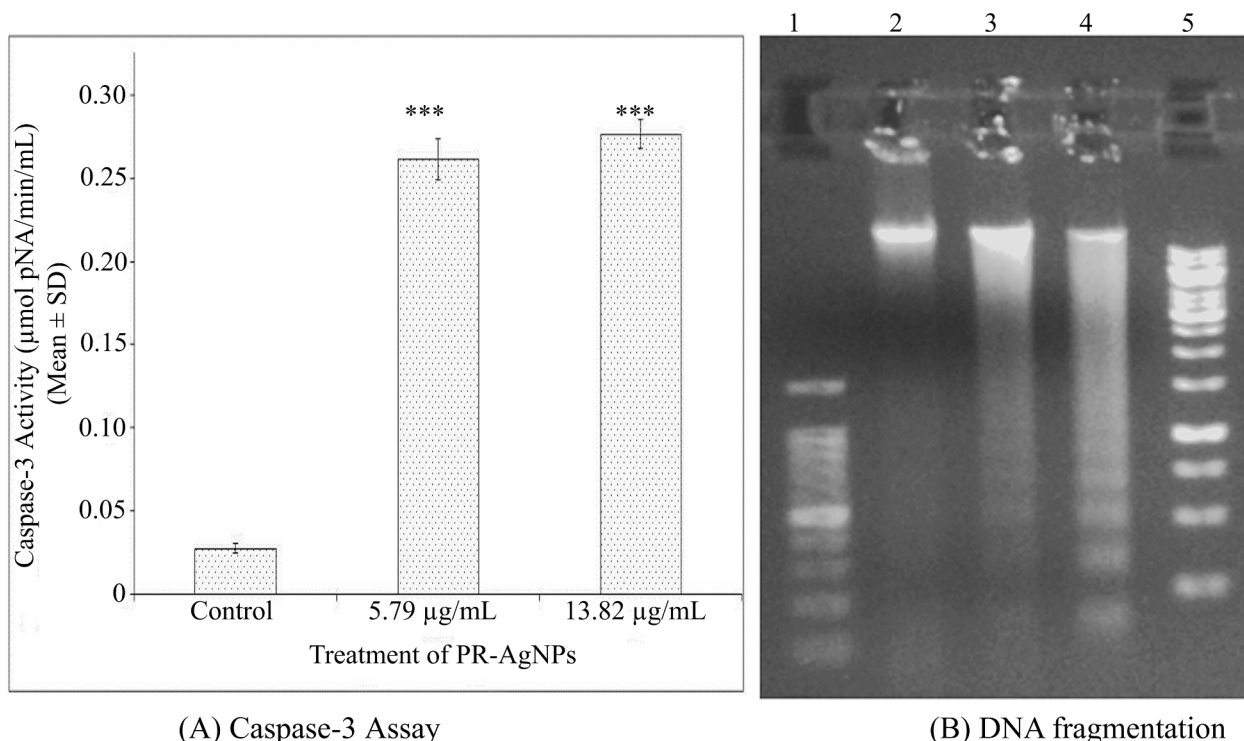 1 2 3 4 5
0.30
0.25
0.20
0.15
0.10
0.05
0
Caspase-3 Activity (µmol pNA/min/mL)
(Mean ± SD)
***
***
Control 5.79 µg/mL 13.82 µg/mL
Treatment of PR-AgNPs
(A) Caspase-3 Assay
(B) DNA fragmentation